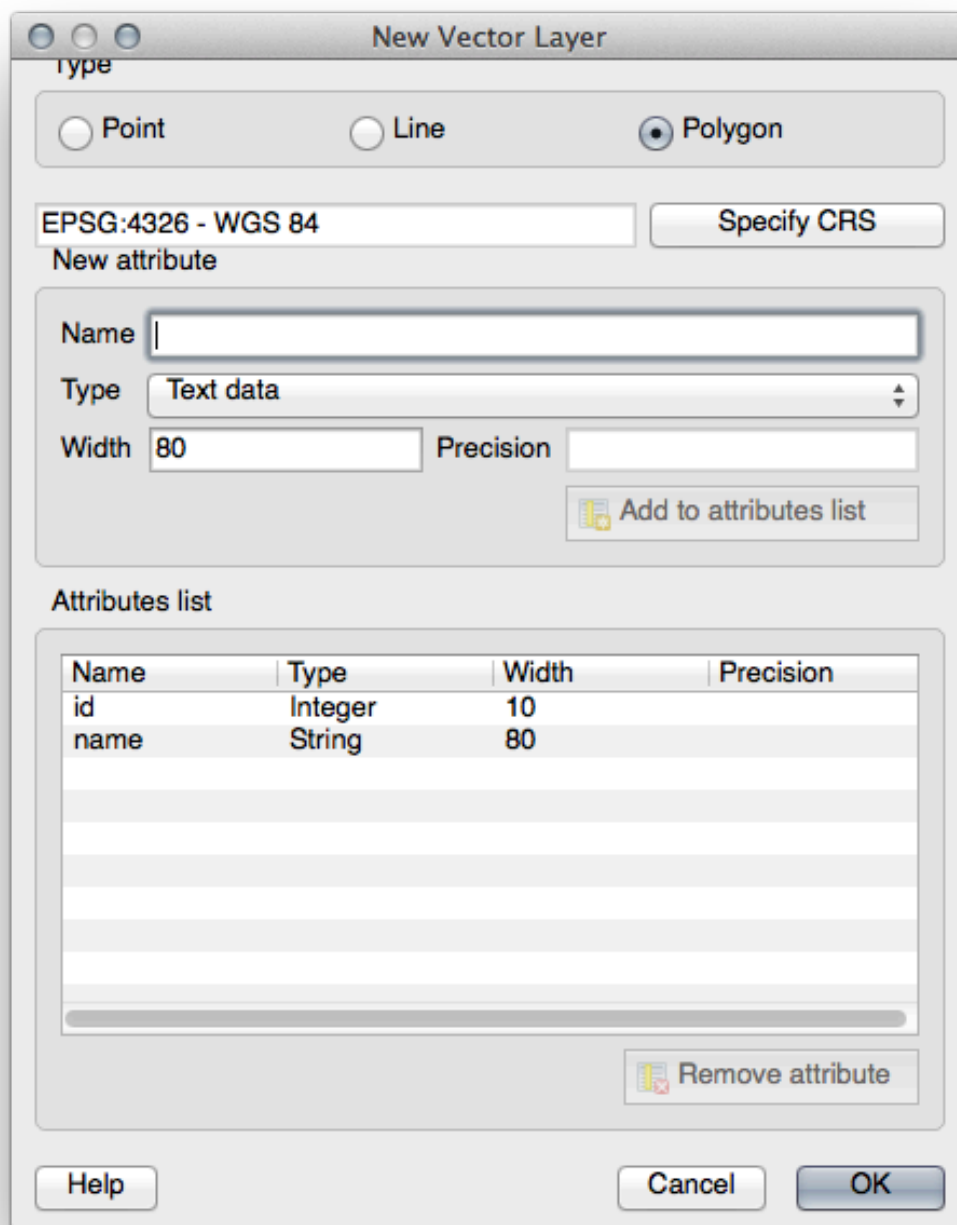 New Vector Layer
Type
Point Line Polygon
EPSG:4326 - WGS 84 Specify CRS
New attribute
Name
Type Text data
Width 80 Precision
Add to attributes list
Attributes list
Name Type Width Precision
id Integer 10
name String 80
Remove attribute
Help Cancel OK